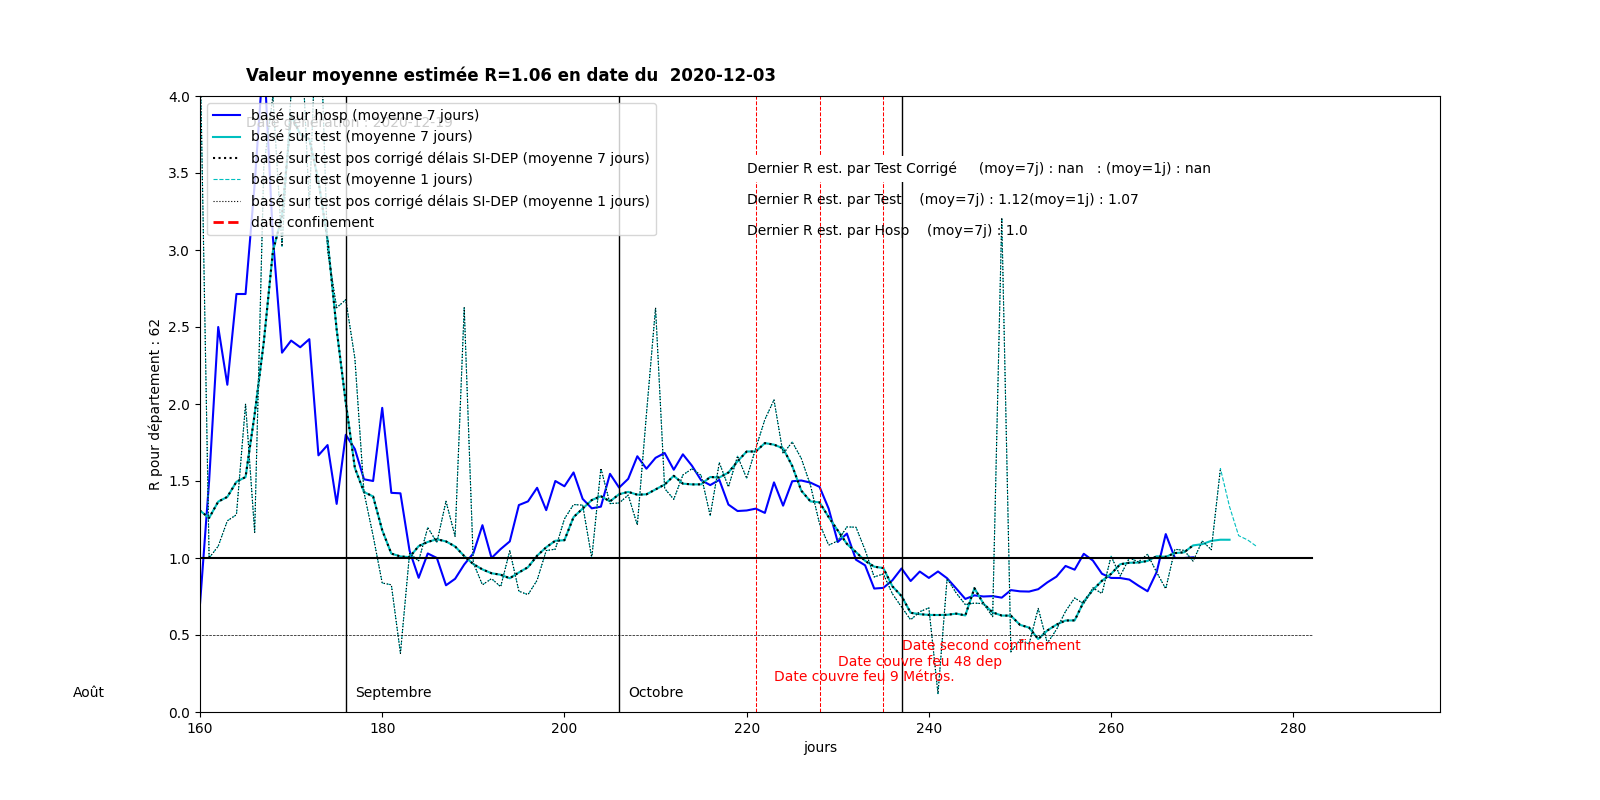 Valeur moyenne estimée R=1.06 en date du  2020-12-03
4.0
3.5
3.0
2.5
2.0
1.5
1.0
0.5
0.0
R pour département : 62
basé sur hosp (moyenne 7 jours)
basé sur test (moyenne 7 jours)
basé sur test pos corrigé délais SI-DEP (moyenne 7 jours)
basé sur test (moyenne 1 jours)
basé sur test pos corrigé délais SI-DEP (moyenne 1 jours)
date confinement
Dernier R est. par Test Corrigé (moy=7j) : nan : (moy=1j) : nan
Dernier R est. par Test (moy=7j) : 1.12(moy=1j) : 1.07
Dernier R est. par Hosp (moy=7j) : 1.0
Date second confinement
Date couvre feu 48 dep
Date couvre feu 9 Métros.
Août
Septembre
Octobre
160 180 200 220 240 260 280
jours